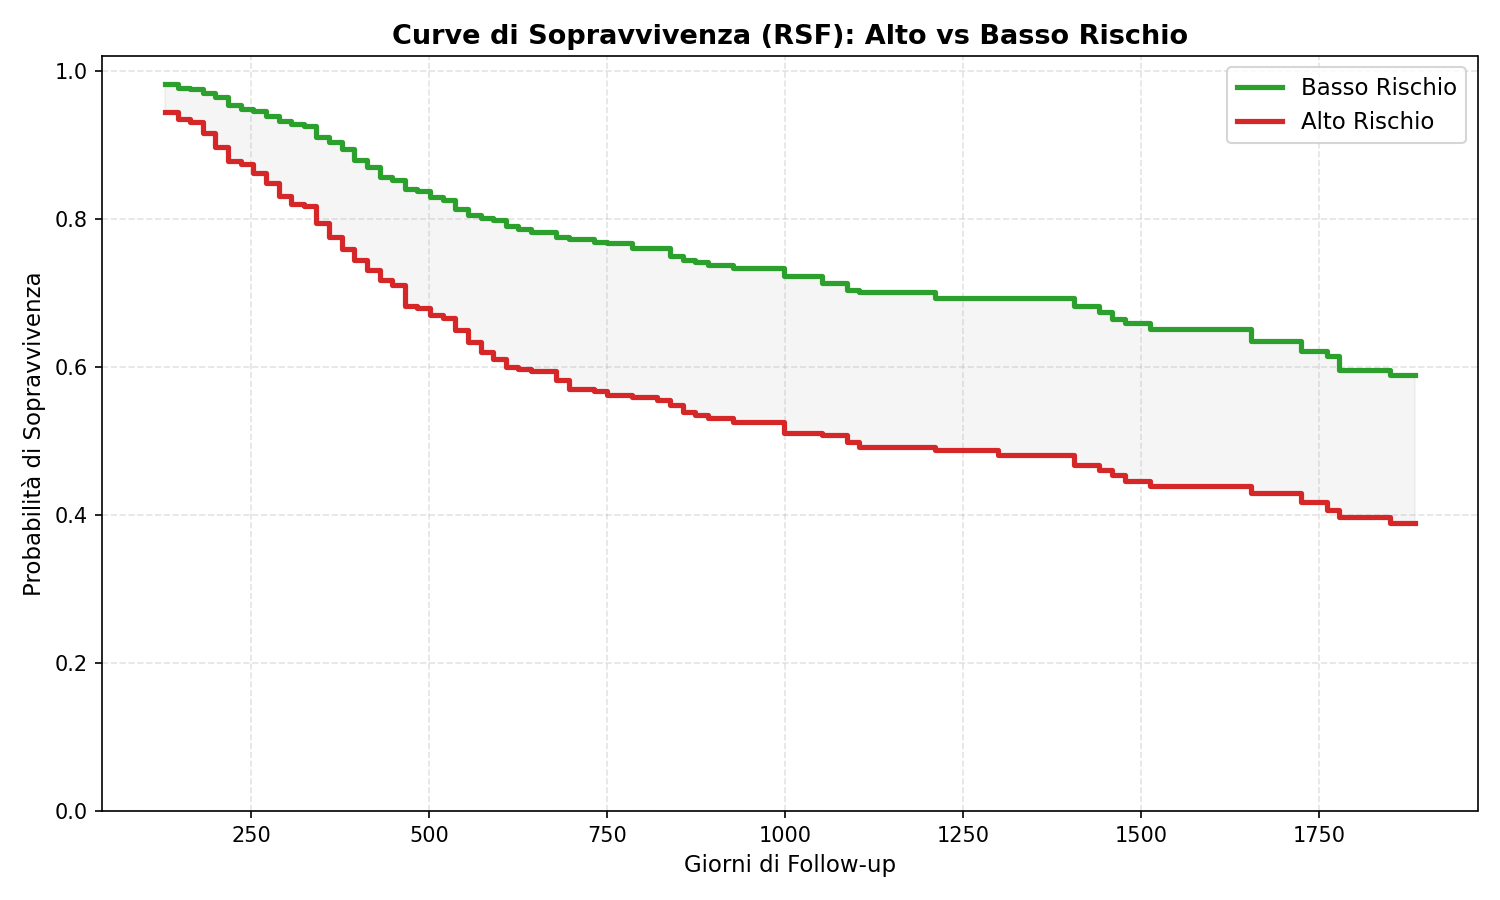 Curve di Sopravvivenza (RSF): Alto vs Basso Rischio
Basso Rischio
Alto Rischio
Probabilità di Sopravvivenza
1.0
0.8
0.6
0.4
0.2
0.0
250 500 750 1000 1250 1500 1750
Giorni di Follow-up